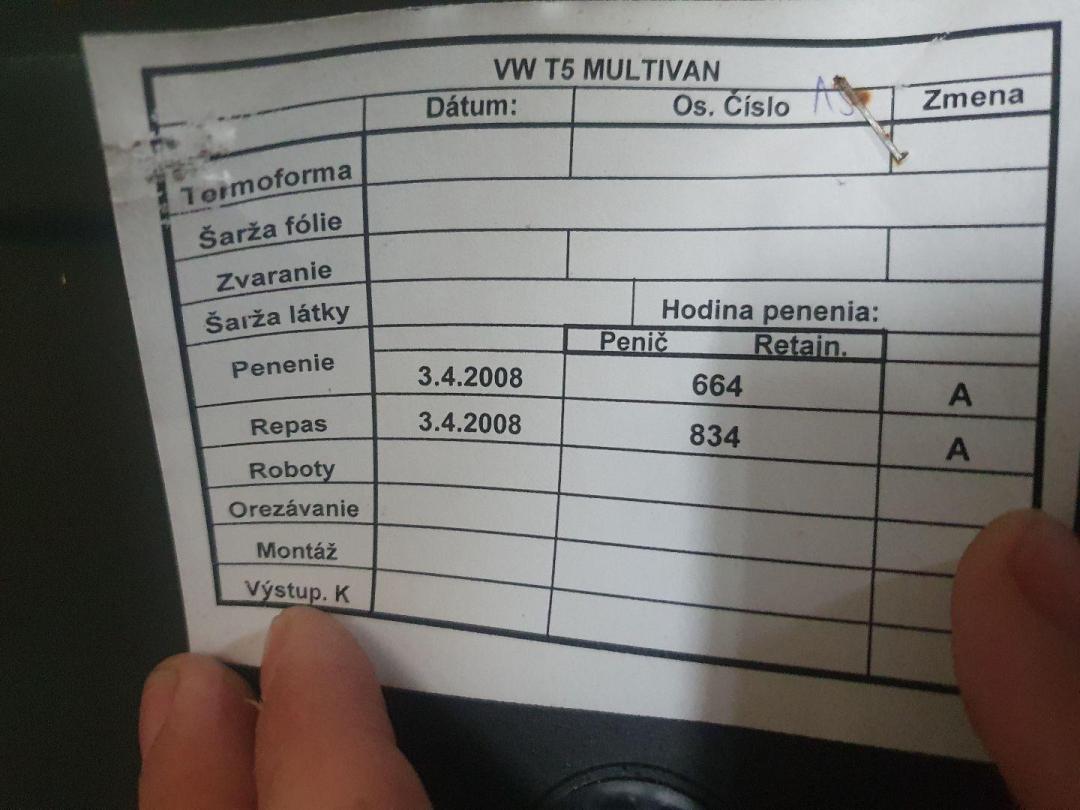 VW T5 MULTIVAN
Dátum: Os. Číslo Zmena
Termoforma
Šarža fólie
Zvaranie
Šarža látky Hodina penenia:
Penič Retain.
Penenie 3.4.2008 664 A
Repas 3.4.2008 834 A
Roboty
Orezávanie
Montáž
Výstup. K